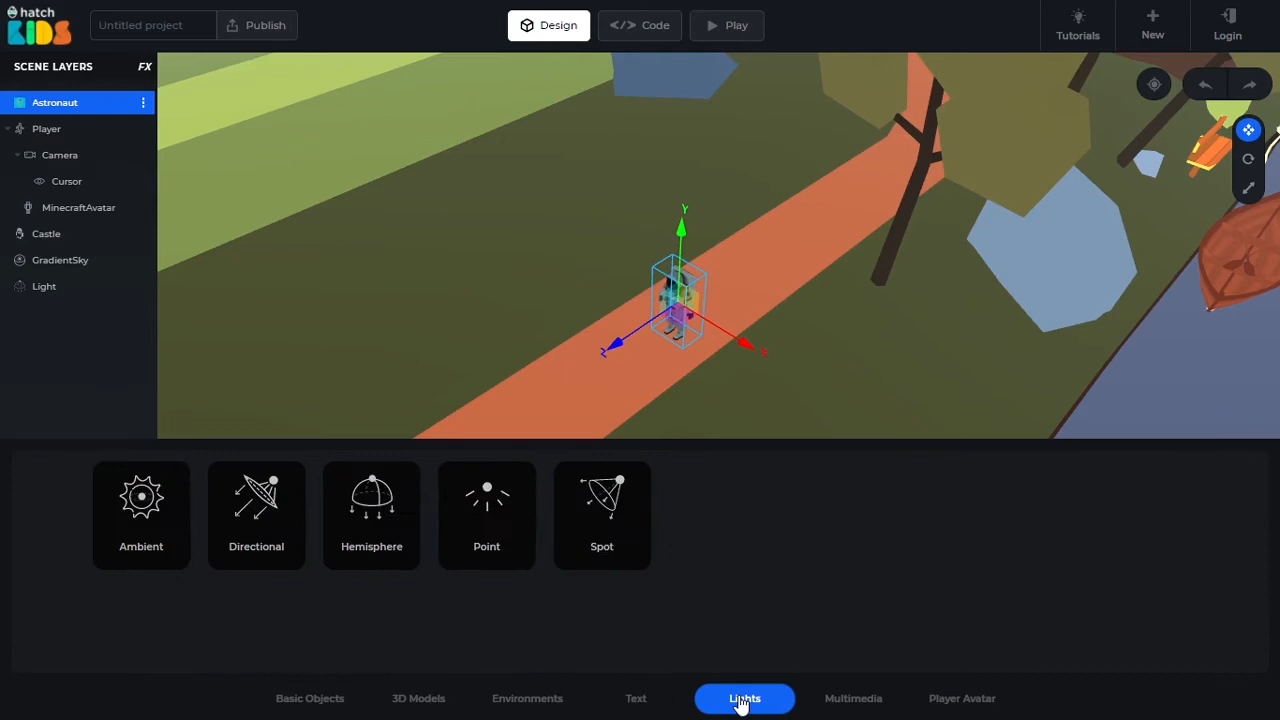 hatch
KIDS
Untitled project
Publish
Design
</> Code
Play
Tutorials
New
Login
SCENE LAYERS
FX
Astronaut
Player
Camera
Cursor
MinecraftAvatar
Castle
GradientSky
Light
Y
Z
Ambient
Directional
Hemisphere
Point
Spot
Basic Objects
3D Models
Environments
Text
Lights
Multimedia
Player Avatar